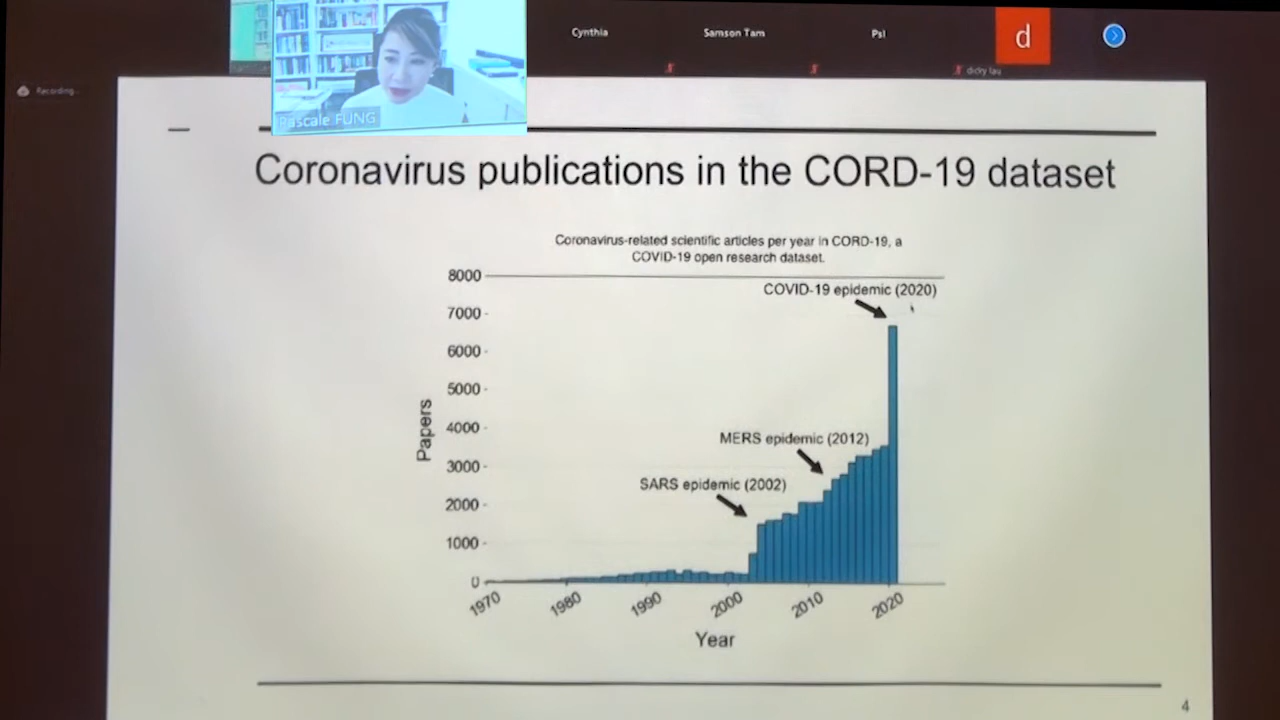 Cynthia
Samson Tam
Psl
d
dicky lau
Recording...
Pascale FUNG
Coronavirus publications in the CORD-19 dataset
Coronavirus-related scientific articles per year in CORD-19, a
COVID-19 open research dataset.
8000
7000
6000
5000
4000
3000
2000
1000
0
Papers
COVID-19 epidemic (2020)
MERS epidemic (2012)
SARS epidemic (2002)
1970
1980
1990
2000
2010
2020
Year
4